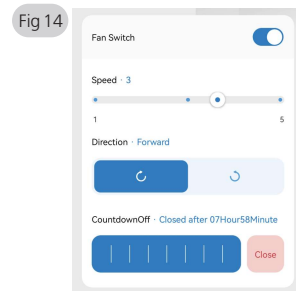 Fig 14
Fan Switch
Speed · 3
1 5
Direction · Forward
CountdownOff · Closed after 07Hour58Minute
Close